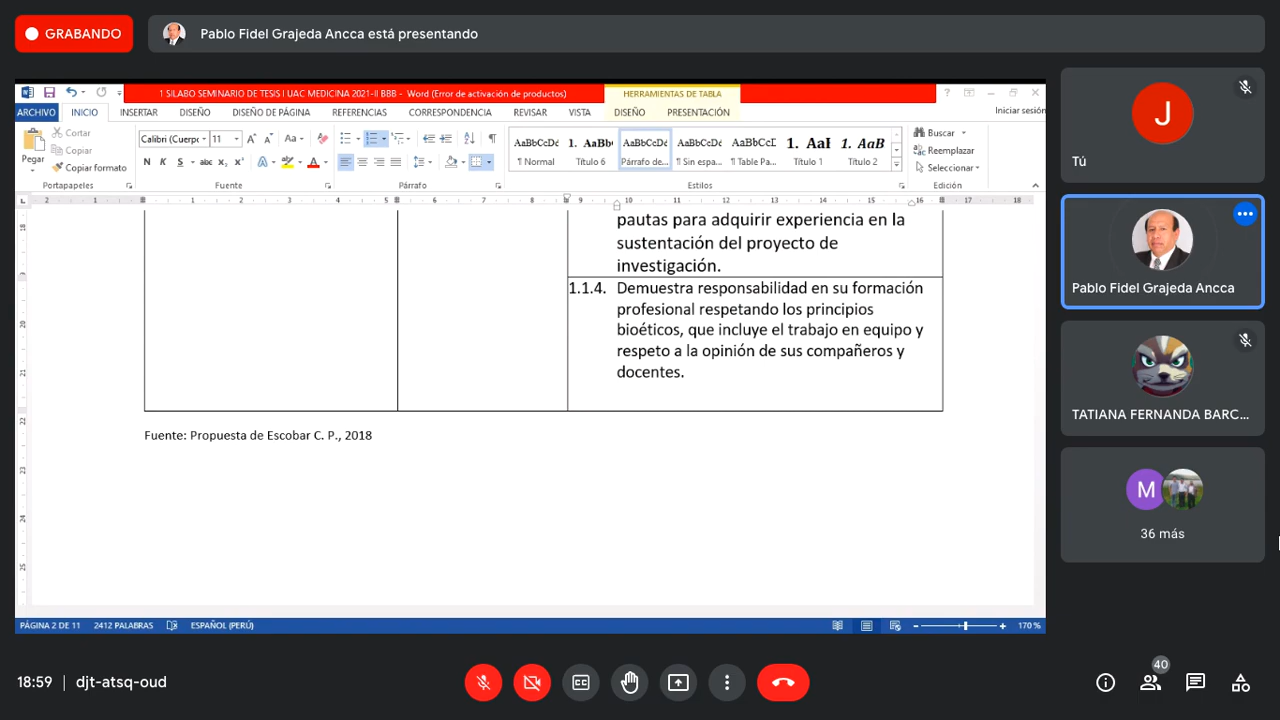 GRABANDO
Pablo Fidel Grajeda Ancca está presentando
1 SILABO SEMINARIO DE TESIS I UAC MEDICINA 2021-II BBB - Word (Error de activación de productos)
HERRAMIENTAS DE TABLA
ARCHIVO INICIO INSERTAR DISEÑO DISEÑO DE PÁGINA REFERENCIAS CORRESPONDENCIA REVISAR VISTA DISEÑO PRESENTACIÓN Iniciar sesión
Pegar
Cortar
Copiar
Copiar formato
Portapapeles
Calibri (Cuerpo 11
Fuente
Párrafo
AaBbCcDd AaBbCcDd AaBbCcDd
¶ Normal Título 6 Párrafo de... ¶ Sin espa... ¶ Table Pa... Título 1 Título 2
Estilos
Buscar
Reemplazar
Seleccionar
Edición
pautas para adquirir experiencia en la
sustentación del proyecto de
investigación.
1.1.4. Demuestra responsabilidad en su formación
profesional respetando los principios
bioéticos, que incluye el trabajo en equipo y
respeto a la opinión de sus compañeros y
docentes.
Fuente: Propuesta de Escobar C. P., 2018
PÁGINA 2 DE 11 2412 PALABRAS ESPAÑOL (PERÚ) 170 %
J
Tú
Pablo Fidel Grajeda Ancca
TATIANA FERNANDA BARC...
M
36 más
18:59 | djt-atsq-oud
40